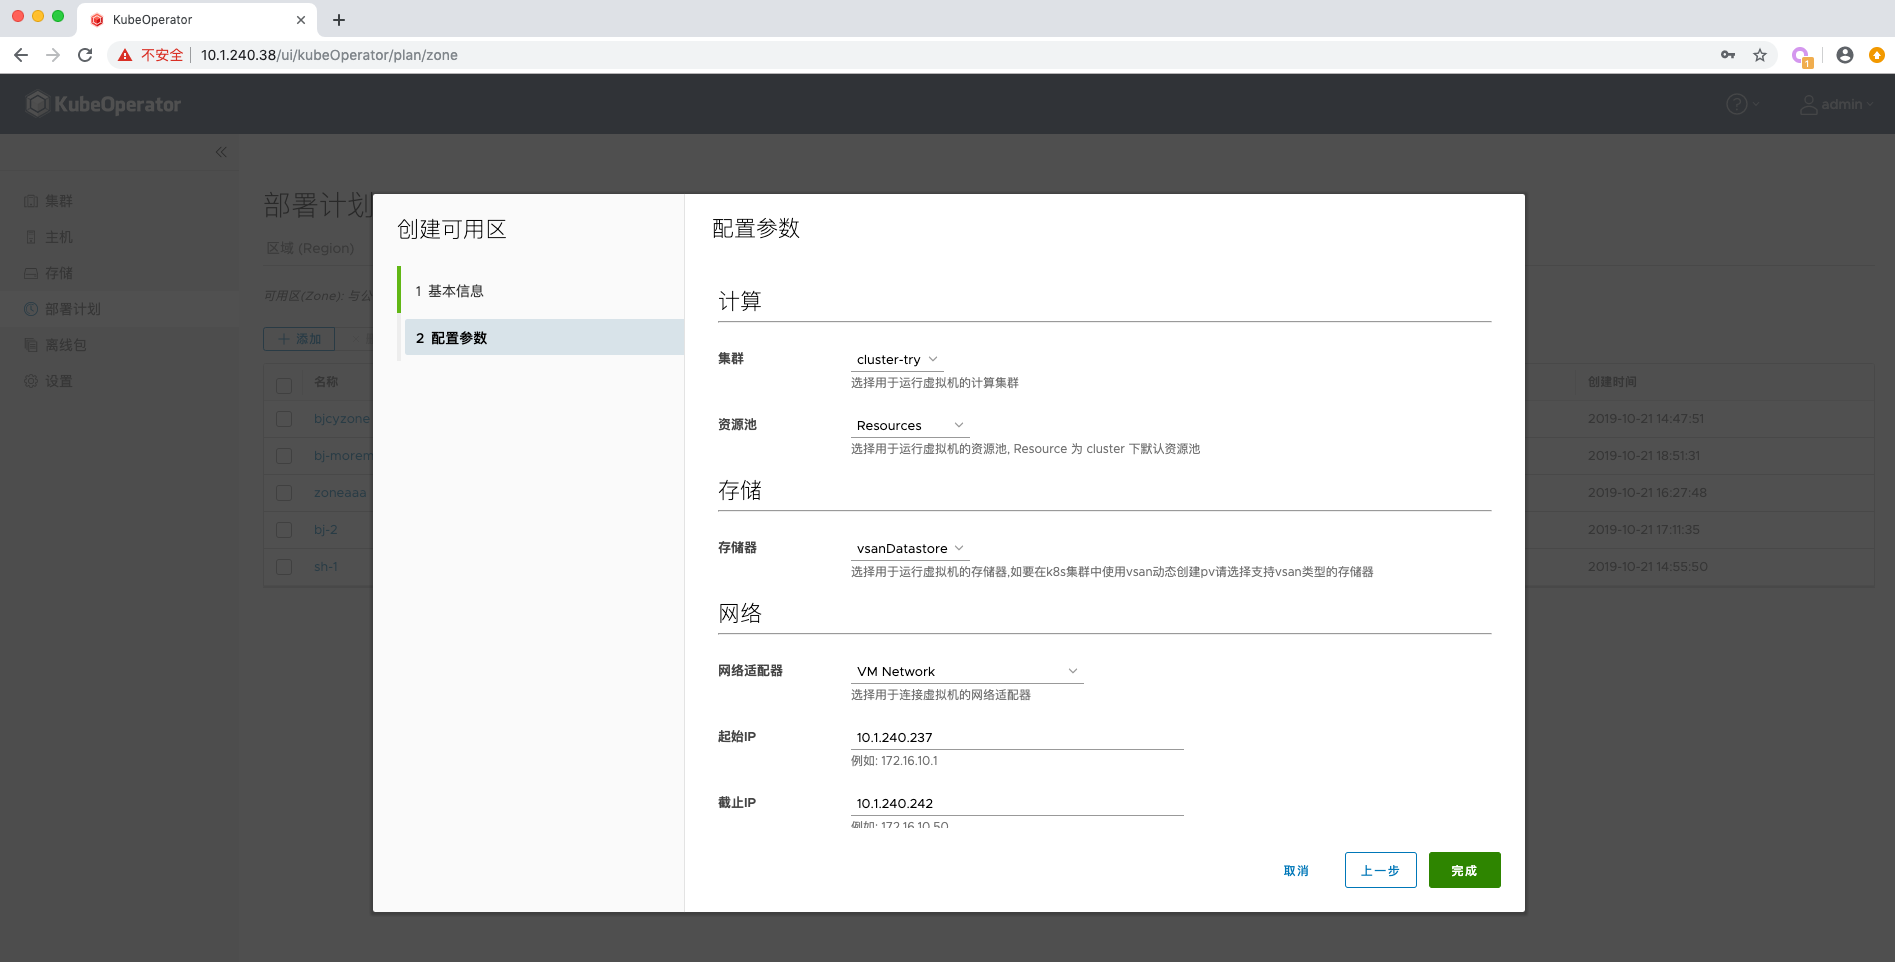 KubeOperator
不安全
10.1.240.38/ui/kubeOperator/plan/zone
1
KubeOperator
admin
集群
主机
存储
部署计划
离线包
设置
部署计划
区域 (Region)
可用区(Zone): 与公
添加
名称
创建时间
bjcyzone
2019-10-21 14:47:51
bj-morem
2019-10-21 18:51:31
zoneaaa
2019-10-21 16:27:48
bj-2
2019-10-21 17:11:35
sh-1
2019-10-21 14:55:50
创建可用区
1 基本信息
2 配置参数
配置参数
计算
集群
cluster-try
选择用于运行虚拟机的计算集群
资源池
Resources
选择用于运行虚拟机的资源池, Resource 为 cluster 下默认资源池
存储
存储器
vsanDatastore
选择用于运行虚拟机的存储器,如要在k8s集群中使用vsan动态创建pv请选择支持vsan类型的存储器
网络
网络适配器
VM Network
选择用于连接虚拟机的网络适配器
起始IP
10.1.240.237
例如: 172.16.10.1
截止IP
10.1.240.242
例如: 172.16.10.50
取消
上一步
完成